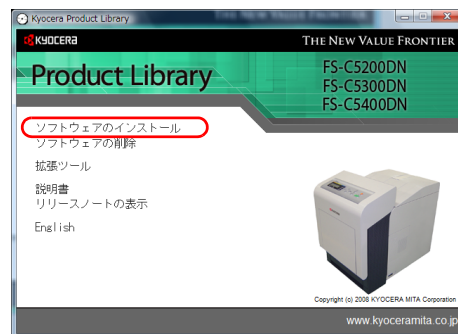 Kyocera Product Library
KYOCERA
THE NEW VALUE FRONTIER
Product Library
FS-C5200DN
FS-C5300DN
FS-C5400DN
ソフトウェアのインストール
ソフトウェアの削除
拡張ツール
説明書
リリースノートの表示
English
Copyright (c) 2008 KYOCERA MITA Corporation
www.kyoceramita.co.jp